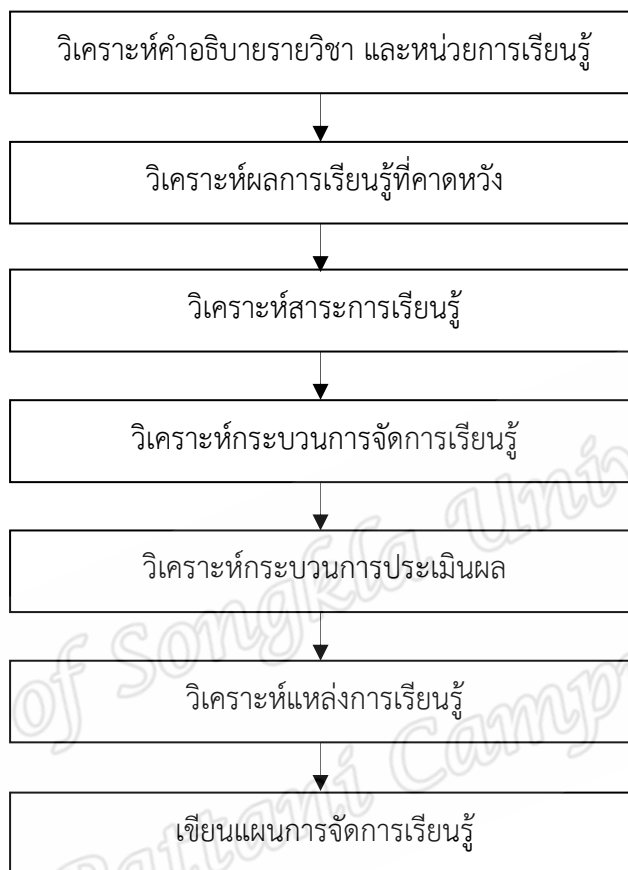 วิเคราะห์คำอธิบายรายวิชา และหน่วยการเรียนรู้
วิเคราะห์ผลการเรียนรู้ที่คาดหวัง
วิเคราะห์สาระการเรียนรู้
วิเคราะห์กระบวนการจัดการเรียนรู้
วิเคราะห์กระบวนการประเมินผล
วิเคราะห์แหล่งการเรียนรู้
เขียนแผนการจัดการเรียนรู้
of Songkla Univ
Pattani Camp